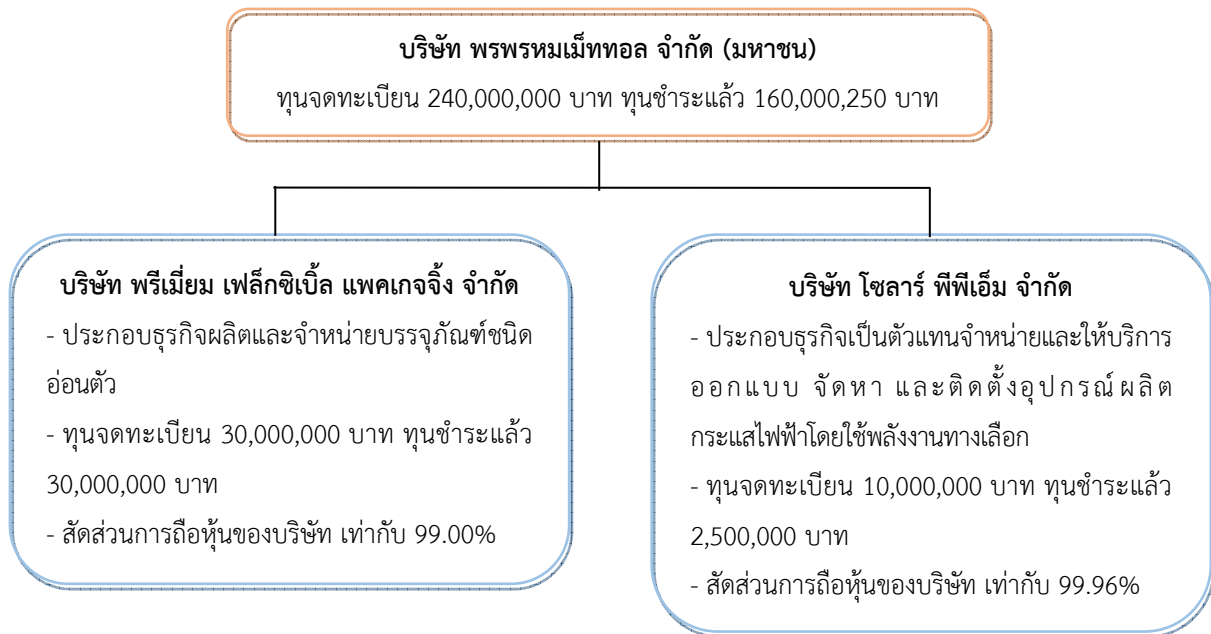 บริษัท พรพรหมเม็ททอล จำกัด (มหาชน)
ทุนจดทะเบียน 240,000,000 บาท ทุนชำระแล้ว 160,000,250 บาท
บริษัท พรีเมี่ยม เฟล็กซิเบิ้ล แพคเกจจิ้ง จำกัด
- ประกอบธุรกิจผลิตและจำหน่ายบรรจุภัณฑ์ชนิด
อ่อนตัว
- ทุนจดทะเบียน 30,000,000 บาท ทุนชำระแล้ว
30,000,000 บาท
- สัดส่วนการถือหุ้นของบริษัท เท่ากับ 99.00%
บริษัท โซลาร์ พีพีเอ็ม จำกัด
- ประกอบธุรกิจเป็นตัวแทนจำหน่ายและให้บริการ
ออกแบบ จัดหา และติดตั้งอุปกรณ์ผลิต
กระแสไฟฟ้าโดยใช้พลังงานทางเลือก
- ทุนจดทะเบียน 10,000,000 บาท ทุนชำระแล้ว
2,500,000 บาท
- สัดส่วนการถือหุ้นของบริษัท เท่ากับ 99.96%